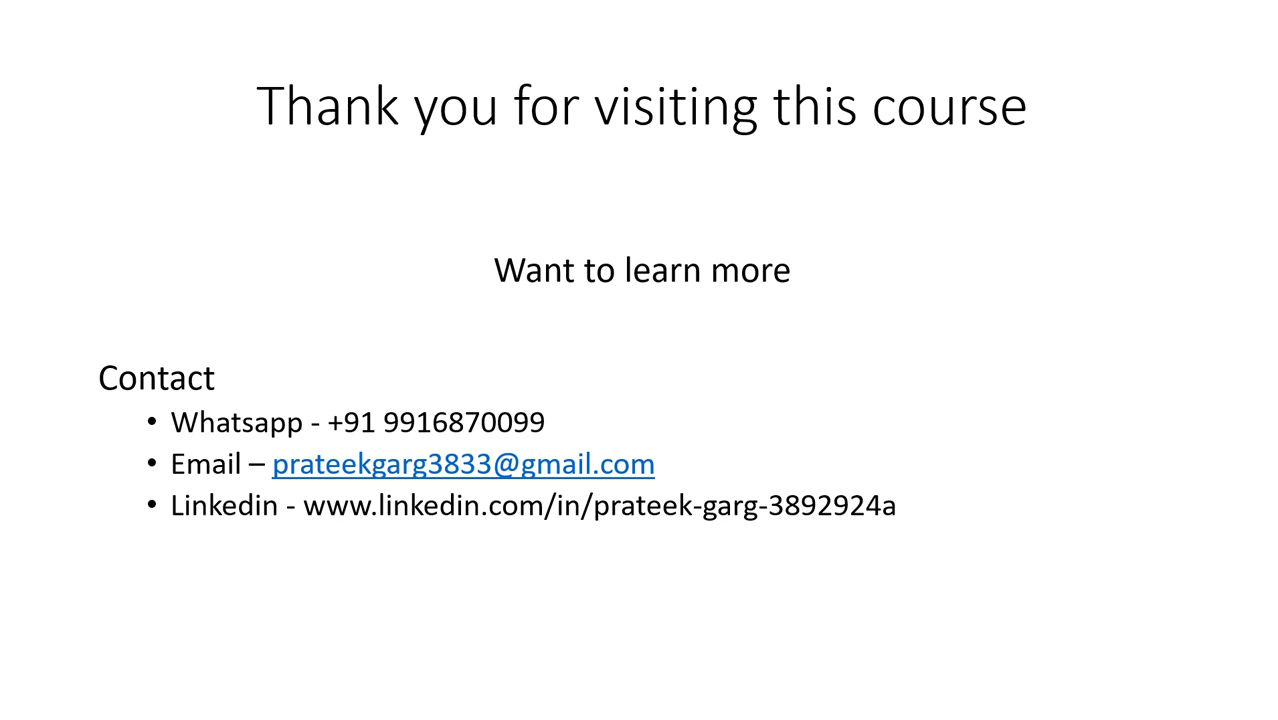 Thank you for visiting this course
Want to learn more
Contact
• Whatsapp - +91 9916870099
• Email – prateekgarg3833@gmail.com
• Linkedin - www.linkedin.com/in/prateek-garg-3892924a